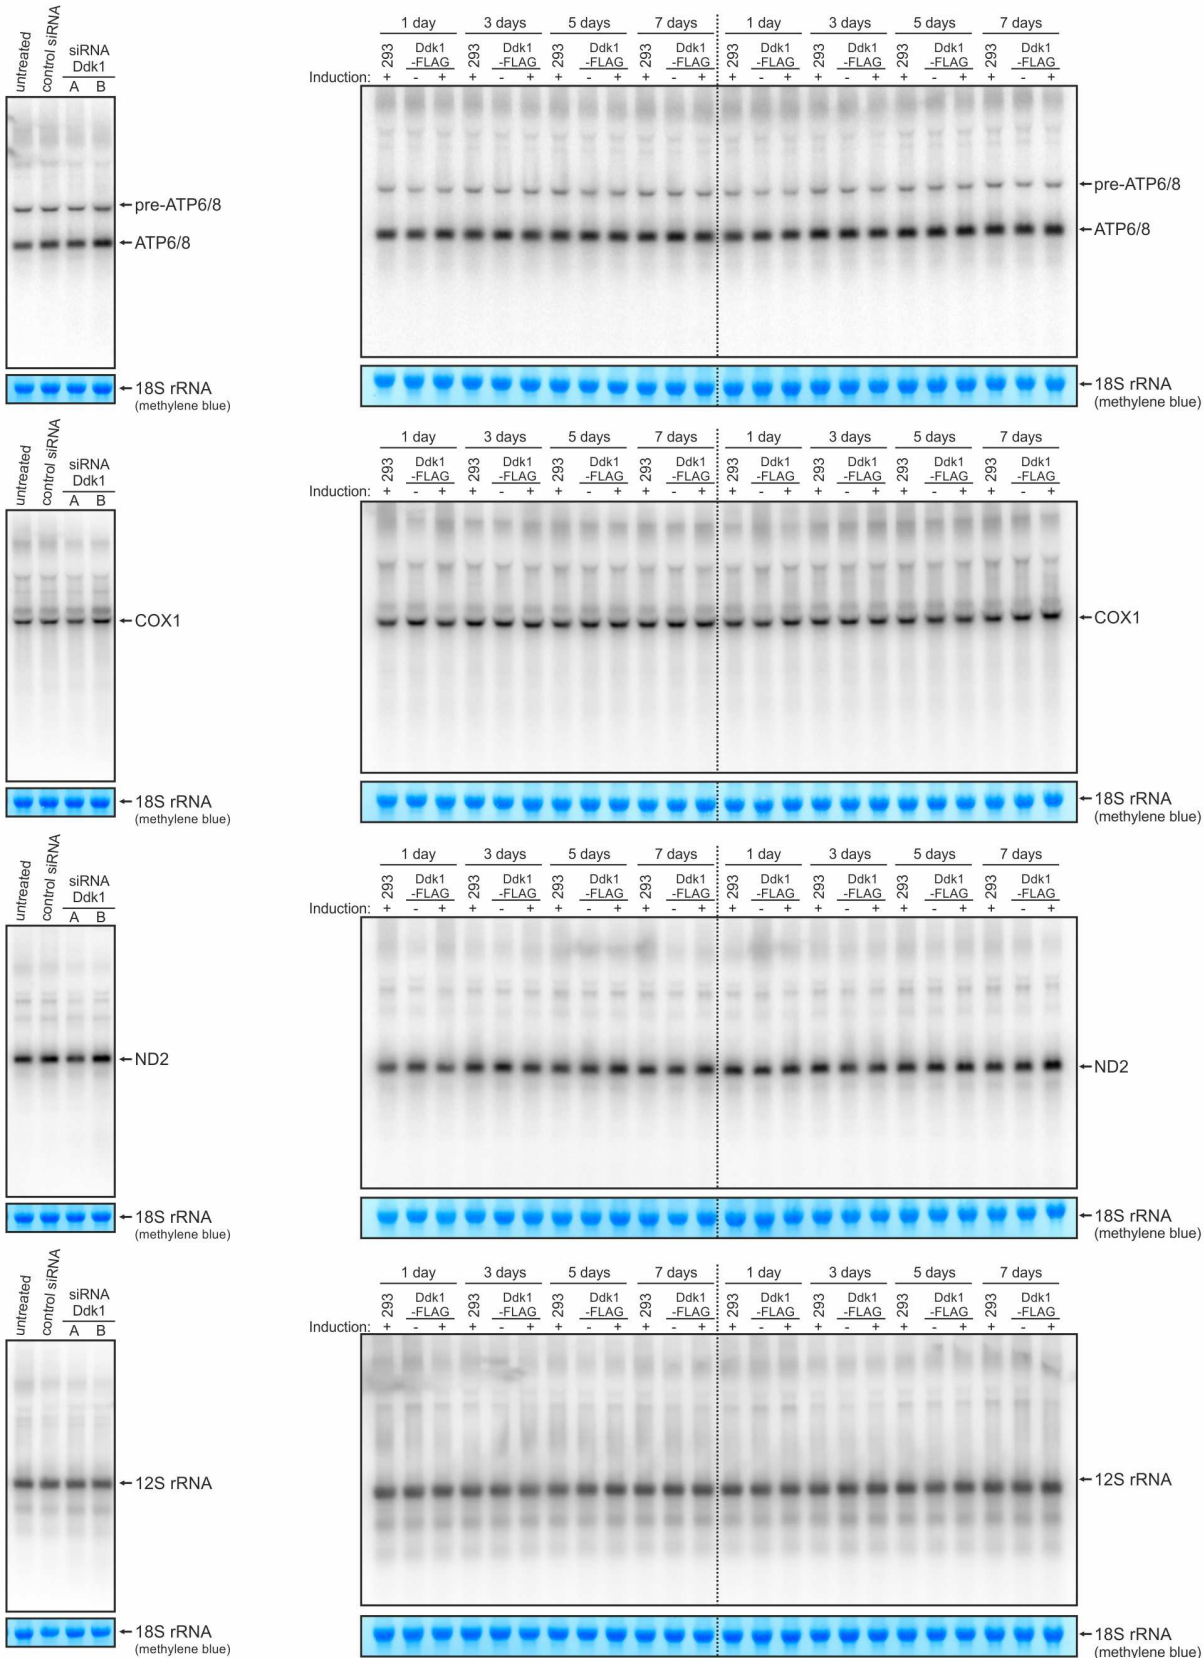 untreated
control siRNA
siRNA
Ddk1
A B
pre-ATP6/8
ATP6/8
18S rRNA
(methylene blue)
1 day 3 days 5 days 7 days 1 day 3 days 5 days 7 days
293 Ddk1 293 Ddk1 293 Ddk1 293 Ddk1 293 Ddk1 293 Ddk1 293 Ddk1 293 Ddk1
-FLAG -FLAG -FLAG -FLAG -FLAG -FLAG -FLAG -FLAG
Induction: + - + + - + + - + + - + + - + + - + + - + + - +
pre-ATP6/8
ATP6/8
18S rRNA
(methylene blue)
untreated
control siRNA
siRNA
Ddk1
A B
COX1
18S rRNA
(methylene blue)
1 day 3 days 5 days 7 days 1 day 3 days 5 days 7 days
293 Ddk1 293 Ddk1 293 Ddk1 293 Ddk1 293 Ddk1 293 Ddk1 293 Ddk1 293 Ddk1
-FLAG -FLAG -FLAG -FLAG -FLAG -FLAG -FLAG -FLAG
Induction: + - + + - + + - + + - + + - + + - + + - + + - +
COX1
18S rRNA
(methylene blue)
untreated
control siRNA
siRNA
Ddk1
A B
ND2
18S rRNA
(methylene blue)
1 day 3 days 5 days 7 days 1 day 3 days 5 days 7 days
293 Ddk1 293 Ddk1 293 Ddk1 293 Ddk1 293 Ddk1 293 Ddk1 293 Ddk1 293 Ddk1
-FLAG -FLAG -FLAG -FLAG -FLAG -FLAG -FLAG -FLAG
Induction: + - + + - + + - + + - + + - + + - + + - + + - +
ND2
18S rRNA
(methylene blue)
untreated
control siRNA
siRNA
Ddk1
A B
12S rRNA
18S rRNA
(methylene blue)
1 day 3 days 5 days 7 days 1 day 3 days 5 days 7 days
293 Ddk1 293 Ddk1 293 Ddk1 293 Ddk1 293 Ddk1 293 Ddk1 293 Ddk1 293 Ddk1
-FLAG -FLAG -FLAG -FLAG -FLAG -FLAG -FLAG -FLAG
Induction: + - + + - + + - + + - + + - + + - + + - + + - +
12S rRNA
18S rRNA
(methylene blue)